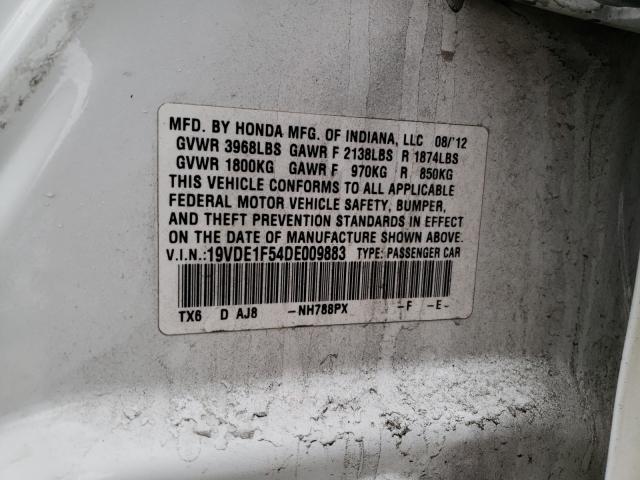 MFD. BY HONDA MFG. OF INDIANA, LLC 08/'12
GVWR 3968LBS GAWR F 2138LBS R 1874LBS
GVWR 1800KG GAWR F 970KG R 850KG
THIS VEHICLE CONFORMS TO ALL APPLICABLE
FEDERAL MOTOR VEHICLE SAFETY, BUMPER,
AND THEFT PREVENTION STANDARDS IN EFFECT
ON THE DATE OF MANUFACTURE SHOWN ABOVE.
V.I.N.:19VDE1F54DE009883 TYPE: PASSENGER CAR
TX6 D AJ8 -NH788PX -F -E-